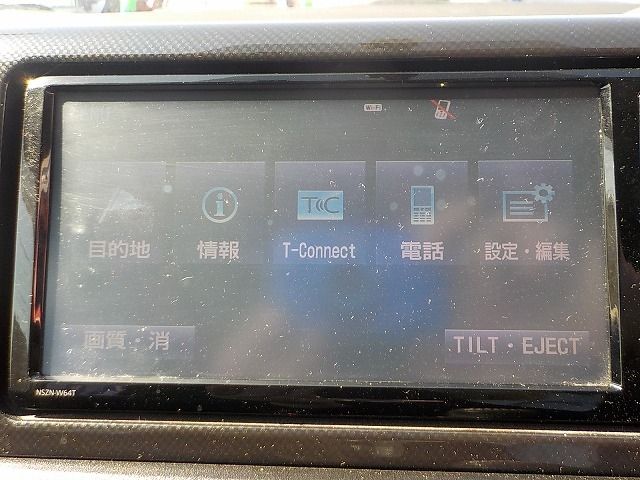 Wi-Fi
TC
目的地 情報 T-Connect 電話 設定・編集
画質・消 TILT・EJECT
NSZN-W64T